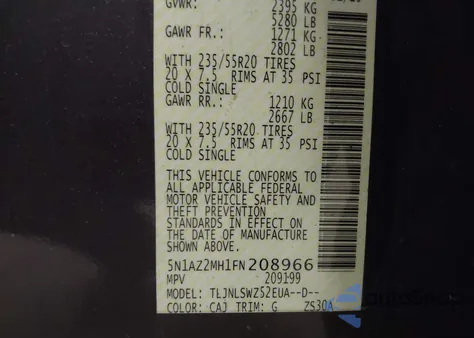 GVWR: 2395 KG
5280 LB
GAWR FR.: 1271 KG
2802 LB
WITH 235/55R20 TIRES
20 X 7.5 RIMS AT 35 PSI
COLD SINGLE
GAWR RR.: 1210 KG
2667 LB
WITH 235/55R20 TIRES
20 X 7.5 RIMS AT 35 PSI
COLD SINGLE
THIS VEHICLE CONFORMS TO
ALL APPLICABLE FEDERAL
MOTOR VEHICLE SAFETY AND
THEFT PREVENTION
STANDARDS IN EFFECT ON
THE DATE OF MANUFACTURE
SHOWN ABOVE.
5N1AZ2MH1FN208966
MPV 209199
MODEL: TLJNLSWZ52EUA--D--
COLOR: CAJ TRIM: G Z530A